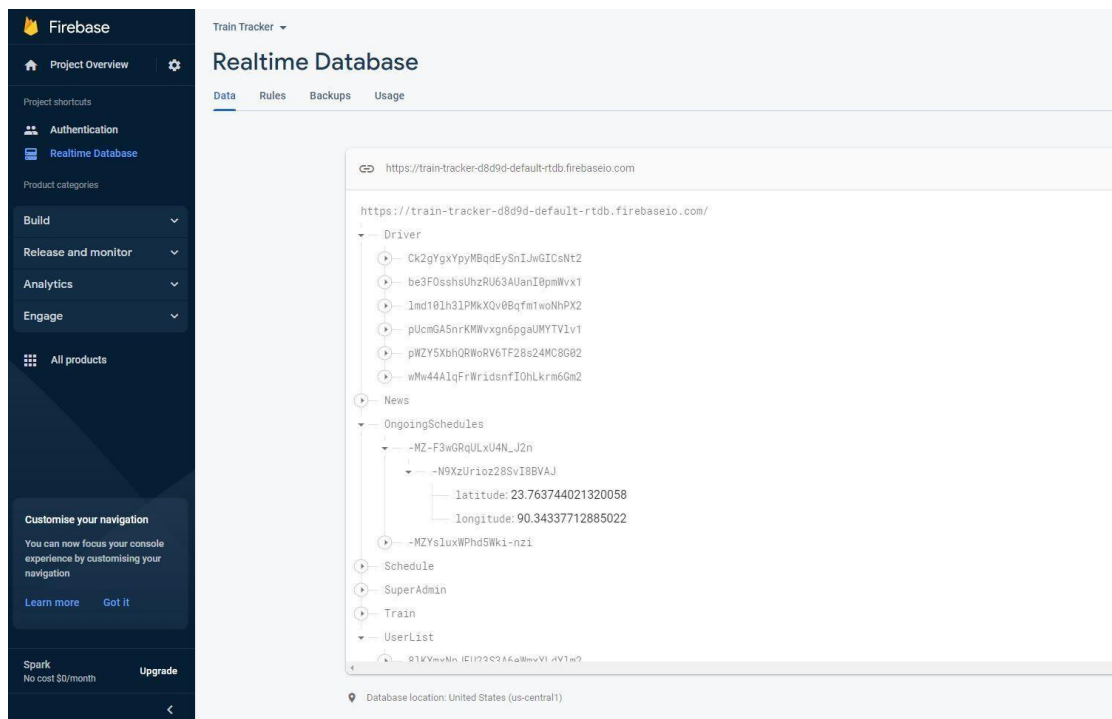 Firebase
Project Overview
Project shortcuts
Authentication
Realtime Database
Product categories
Build
Release and monitor
Analytics
Engage
All products
Customise your navigation
You can now focus your console
experience by customising your
navigation
Learn more Got it
Spark
No cost $0/month
Upgrade
Train Tracker
Realtime Database
Data Rules Backups Usage
https://train-tracker-d8d9d-default-rtdb.firebaseio.com
https://train-tracker-d8d9d-default-rtdb.firebaseio.com/
Driver
Ck2gYgxYpyMBqdEySnIJwGICsNt2
be3FOsshsUhzRU63AUanI0pmWvx1
lmd10lh3lPMkXQv0Bqfm1woNhPX2
pUcmGA5nrKMWvxgn6pgaUMYTVlv1
pWZY5XbhQRWoRV6TF28s24MC8G02
wMw44AlqFrWridsnfIOhLkrm6Gm2
News
OngoingSchedules
-MZ-F3wGRqULxU4N_J2n
-N9XzUrioz28SvI8BVAJ
latitude: 23.763744021320058
longitude: 90.34337712885022
-MZYsluxWPhd5Wki-nzi
Schedule
SuperAdmin
Train
UserList
Database location: United States (us-central1)